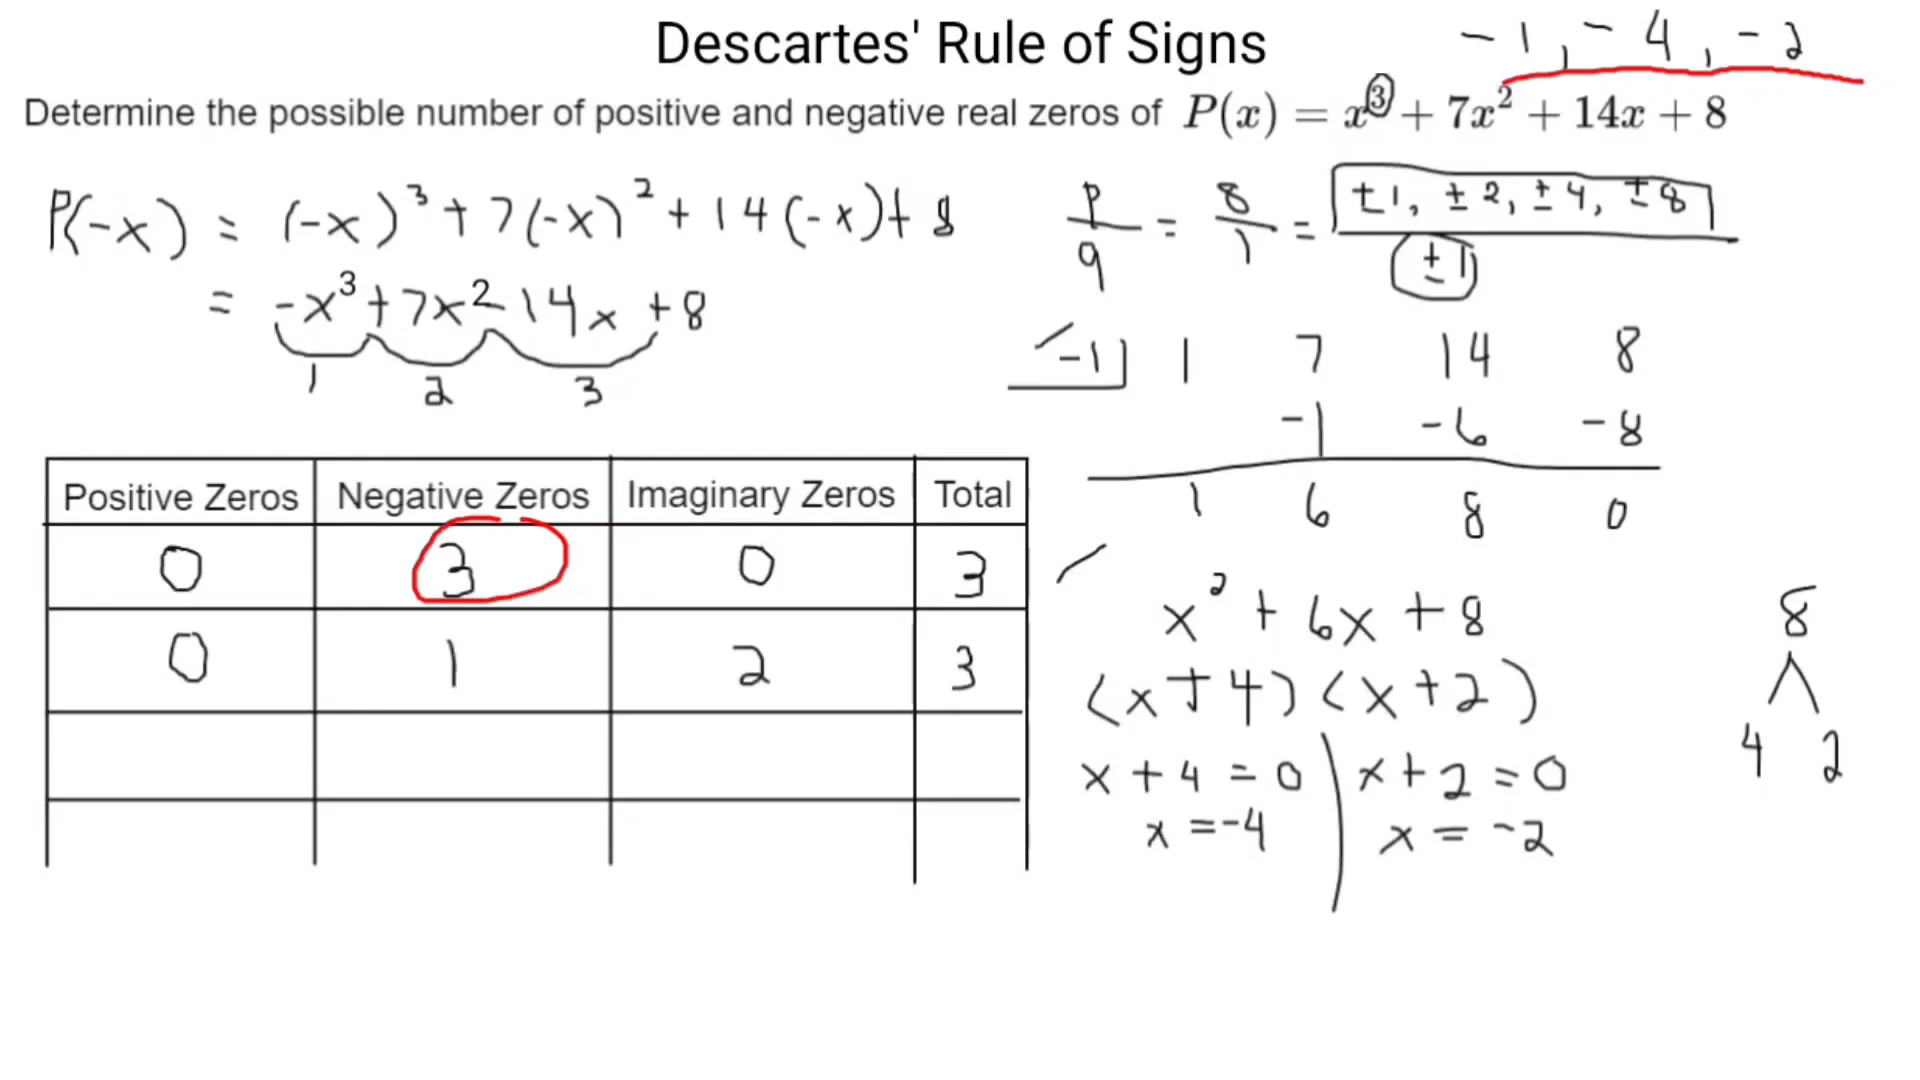 Descartes' Rule of Signs
-1, -4, -2
Determine the possible number of positive and negative real zeros of P(x) = x³ + 7x² + 14x + 8
P(-x) = (-x)³ + 7(-x)² + 14(-x) + 8
= -x³ + 7x² - 14x + 8
1 2 3
p/q = 8/1 = ±1, ±2, ±4, ±8 / ±1
-1 | 1 7 14 8
-1 -6 -8
1 6 8 0
Positive Zeros Negative Zeros Imaginary Zeros Total
0 3 0 3
0 1 2 3
x² + 6x + 8
(x + 4)(x + 2)
x + 4 = 0 | x + 2 = 0
x = -4 | x = -2
8
4 2